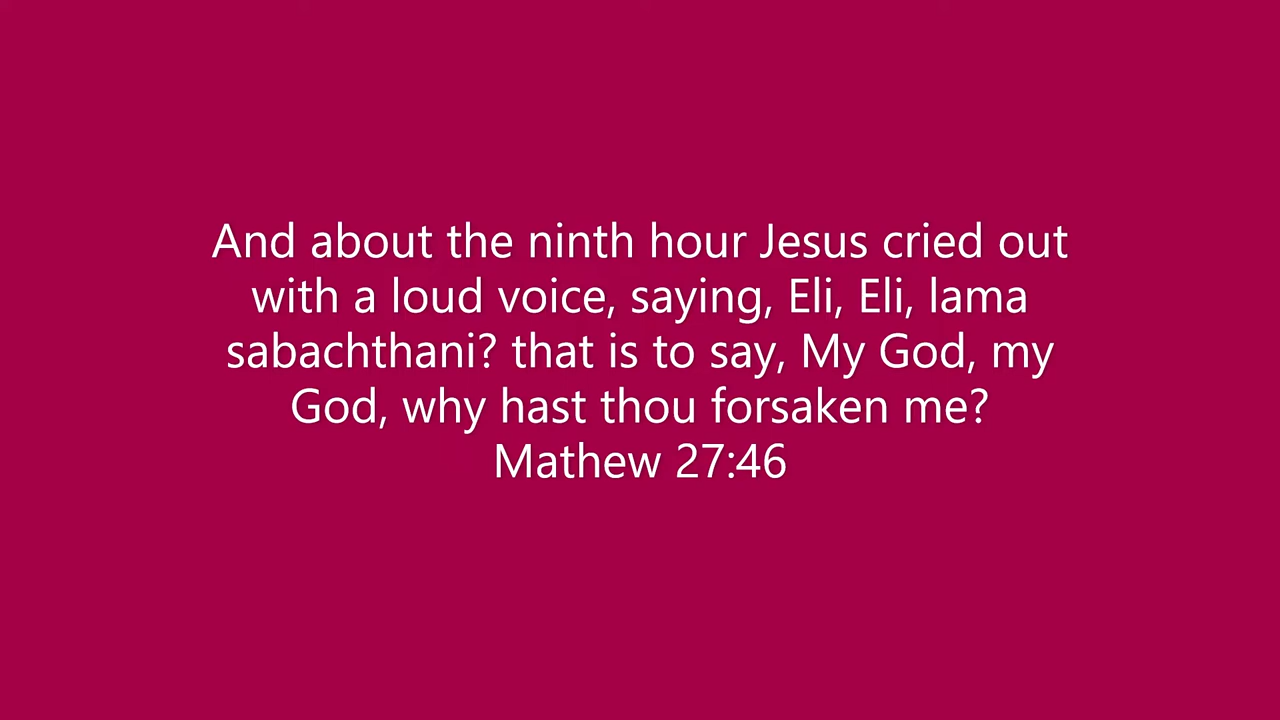 And about the ninth hour Jesus cried out
with a loud voice, saying, Eli, Eli, lama
sabachthani? that is to say, My God, my
God, why hast thou forsaken me?
Mathew 27:46